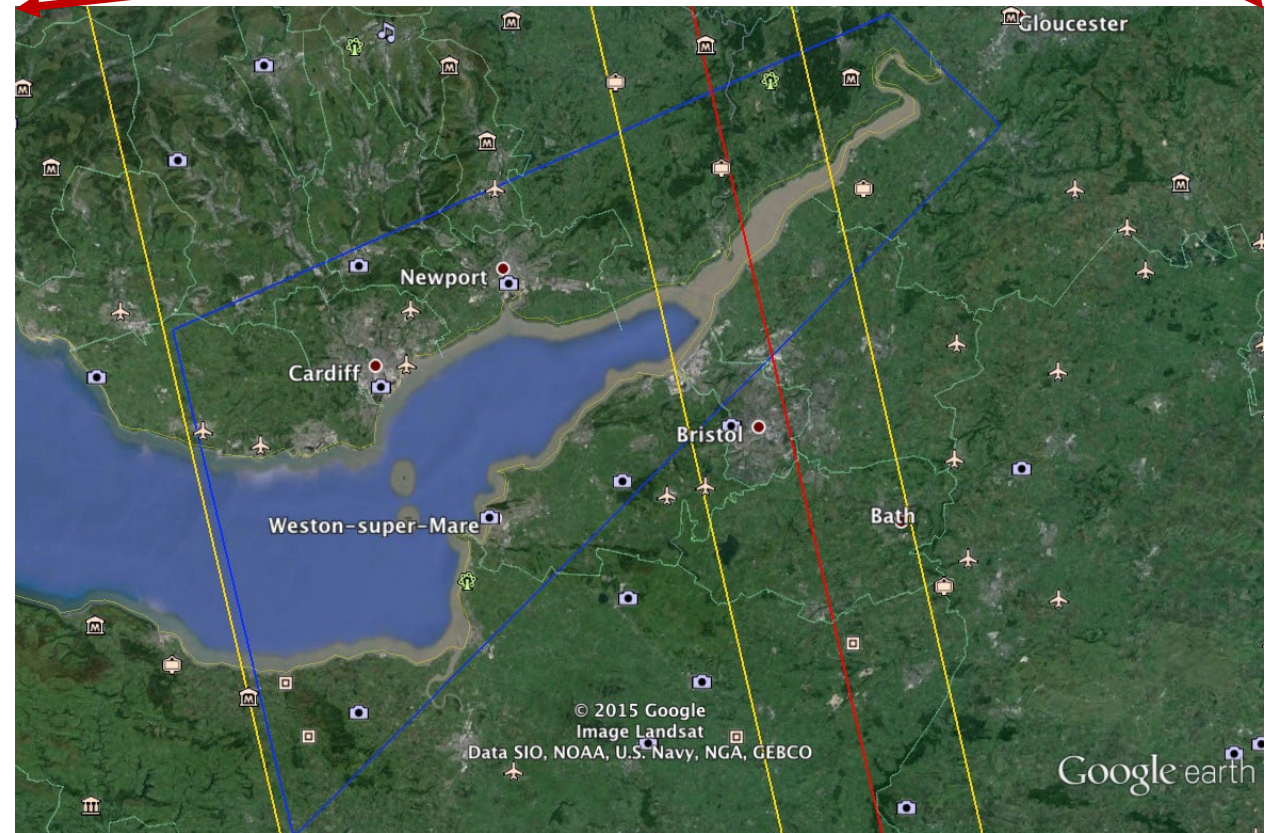 Gloucester
Newport
Cardiff
Bristol
Bath
Weston-super-Mare
© 2015 Google
Image Landsat
Data SIO, NOAA, U.S. Navy, NGA, GEBCO
Google earth